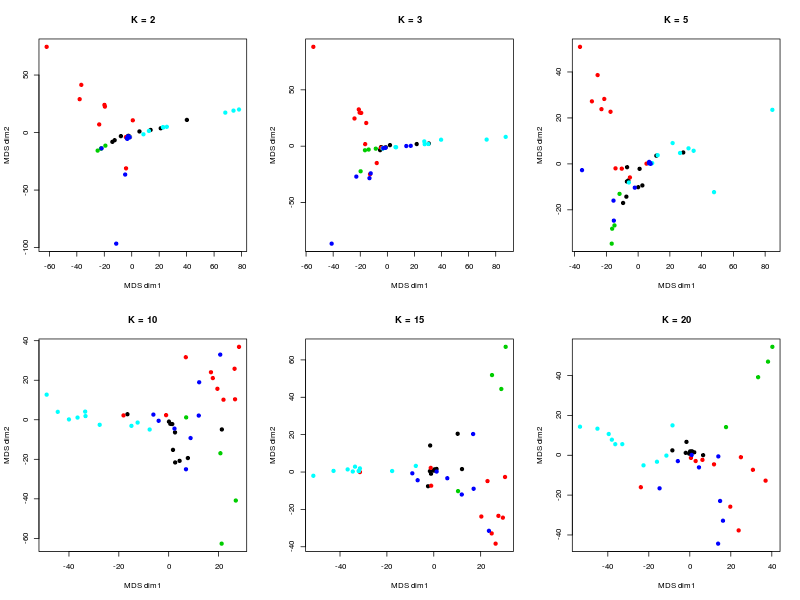 K = 2
K = 3
K = 5
MDS dim2
-100 -50 0 50
-60 -40 -20 0 20 40 60 80
MDS dim1
MDS dim2
-50 0 50
-60 -40 -20 0 20 40 60 80
MDS dim1
MDS dim2
-20 0 20 40
-40 -20 0 20 40 60 80
MDS dim1
K = 10
K = 15
K = 20
MDS dim2
-60 -40 -20 0 20 40
-40 -20 0 20
MDS dim1
MDS dim2
-40 -20 0 20 40 60
-40 -20 0 20
MDS dim1
MDS dim2
-40 -20 0 20 40
-40 -20 0 20 40
MDS dim1